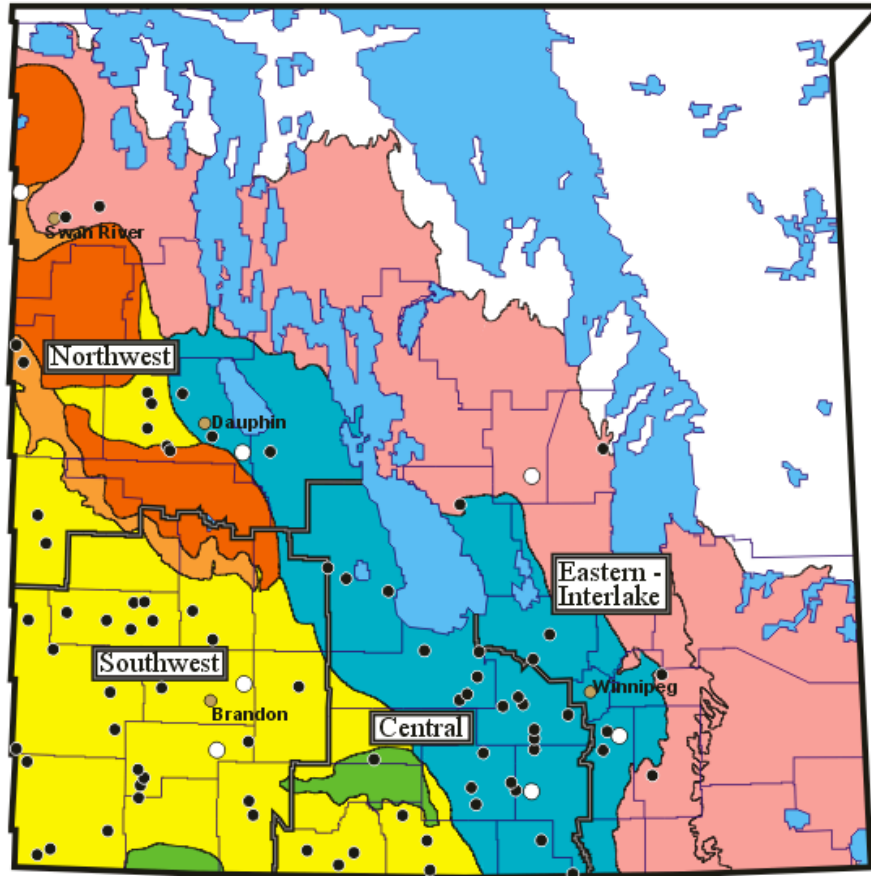 Swan River
Northwest
Dauphin
Eastern -
Interlake
Southwest
Winnipeg
Brandon
Central